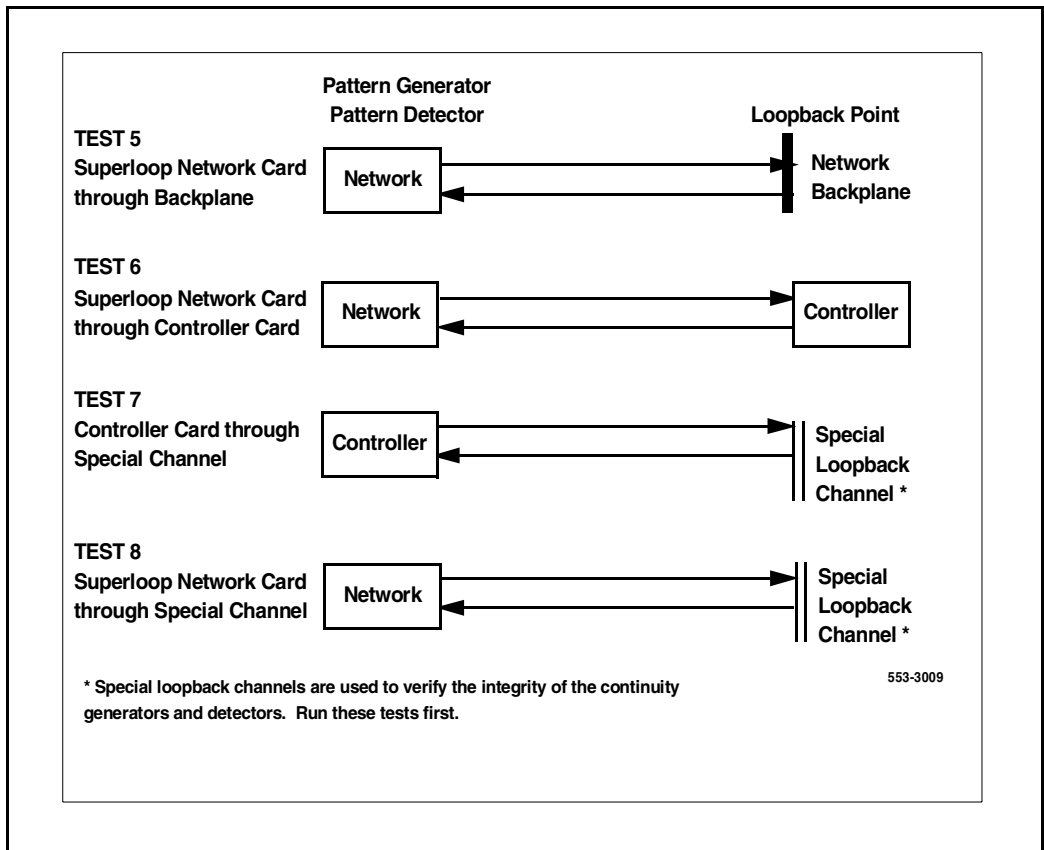 Pattern Generator
Pattern Detector
Loopback Point
TEST 5
Superloop Network Card
through Backplane
Network
Network
Backplane
TEST 6
Superloop Network Card
through Controller Card
Network
Controller
TEST 7
Controller Card through
Special Channel
Controller
Special
Loopback
Channel *
TEST 8
Superloop Network Card
through Special Channel
Network
Special
Loopback
Channel *
* Special loopback channels are used to verify the integrity of the continuity
generators and detectors. Run these tests first.
553-3009